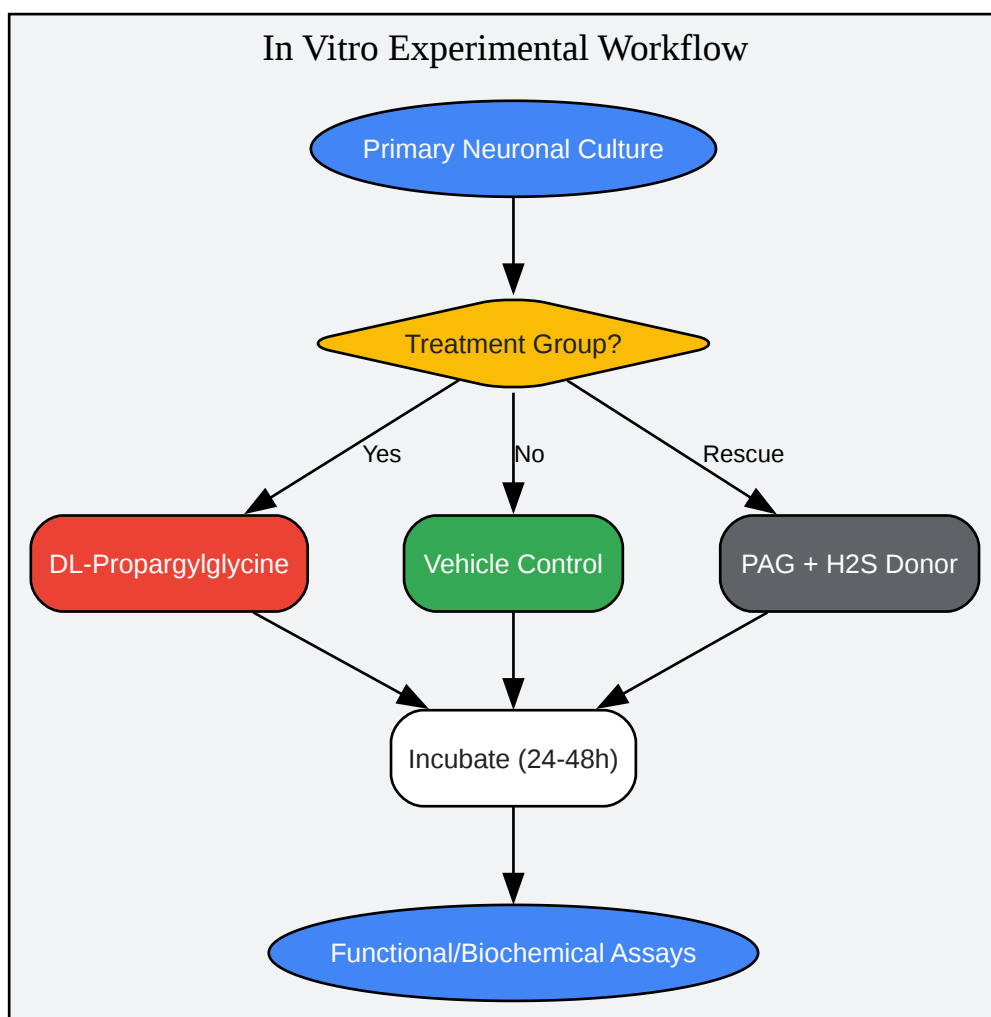 In Vitro Experimental Workflow
Primary Neuronal Culture
Treatment Group?
Yes
No
Rescue
DL-Propargylglycine
Vehicle Control
PAG + H2S Donor
Incubate (24-48h)
Functional/Biochemical Assays